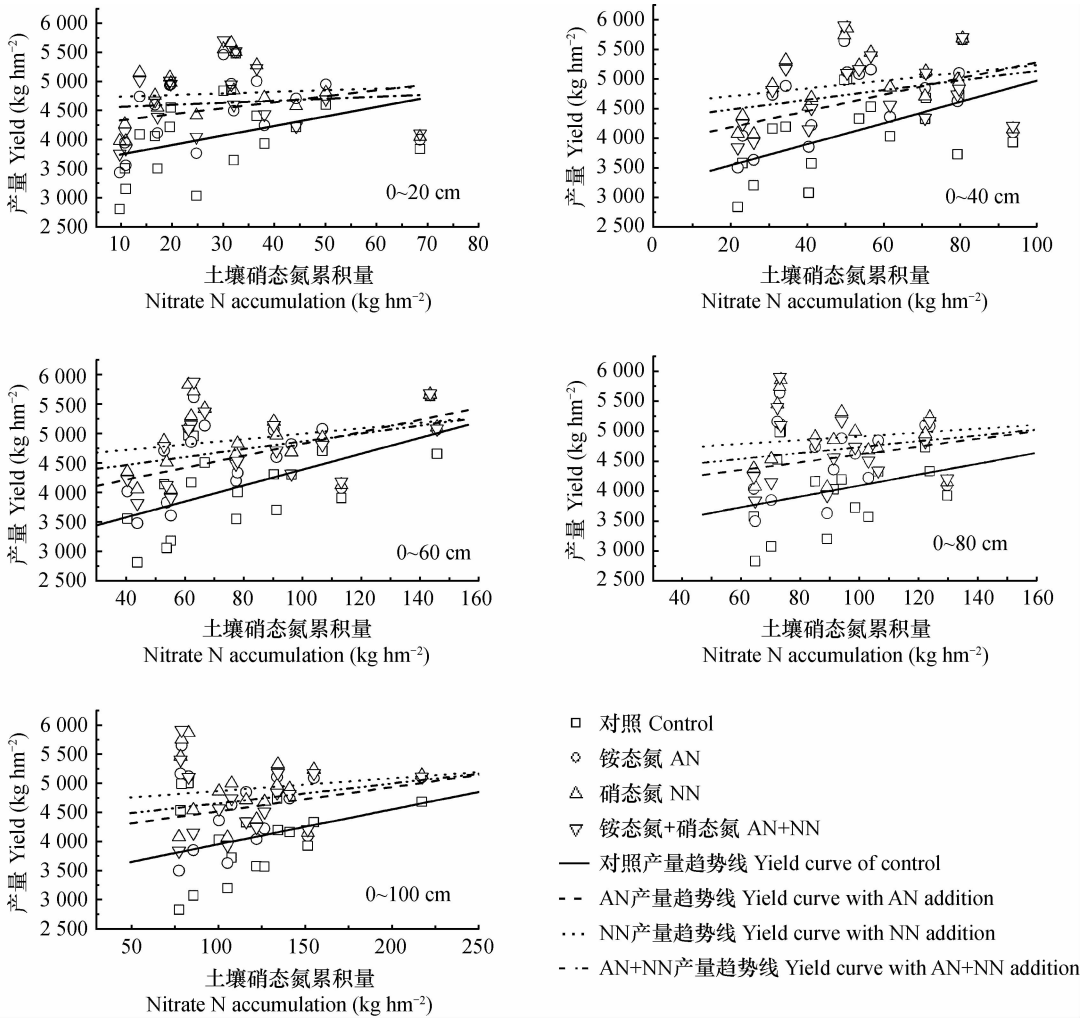 产量 Yield (kg hm−2)
6 000
5 500
5 000
4 500
4 000
3 500
3 000
2 500
0~20 cm
10 20 30 40 50 60 70 80
土壤硝态氮累积量
Nitrate N accumulation (kg hm−2)
产量 Yield (kg hm−2)
6 000
5 500
5 000
4 500
4 000
3 500
3 000
2 500
0~40 cm
0 20 40 60 80 100
土壤硝态氮累积量
Nitrate N accumulation (kg hm−2)
产量 Yield (kg hm−2)
6 000
5 500
5 000
4 500
4 000
3 500
3 000
2 500
0~60 cm
40 60 80 100 120 140 160
土壤硝态氮累积量
Nitrate N accumulation (kg hm−2)
产量 Yield (kg hm−2)
6 000
5 500
5 000
4 500
4 000
3 500
3 000
2 500
0~80 cm
40 60 80 100 120 140 160
土壤硝态氮累积量
Nitrate N accumulation (kg hm−2)
产量 Yield (kg hm−2)
6 000
5 500
5 000
4 500
4 000
3 500
3 000
2 500
0~100 cm
50 100 150 200 250
土壤硝态氮累积量
Nitrate N accumulation (kg hm−2)
对照 Control
铵态氮 AN
硝态氮 NN
铵态氮+硝态氮 AN+NN
对照产量趋势线 Yield curve of control
AN产量趋势线 Yield curve with AN addition
NN产量趋势线 Yield curve with NN addition
AN+NN产量趋势线 Yield curve with AN+NN addition